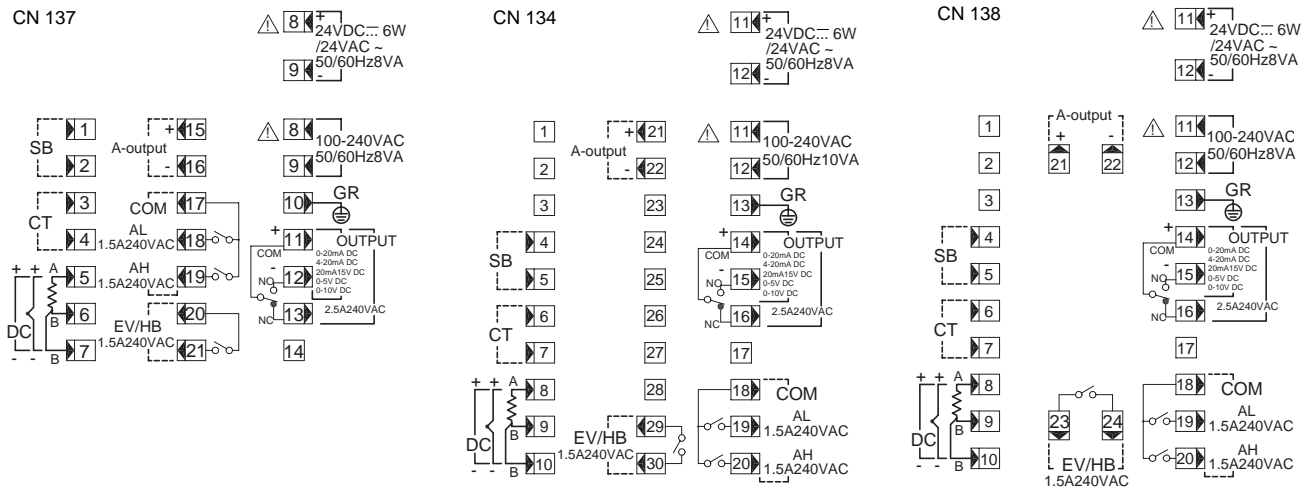 CN 137
8 + 24VDC... 6W
/24VAC ~
50/60Hz8VA
9 -
1 + 15
SB A-output
2 - 16
8 100-240VAC
9 50/60Hz8VA
3 COM 17
CT
4 AL 18
1.5A240VAC
10 GR
+ 11 OUTPUT
COM
0-20mA DC
4-20mA DC
20mA15V DC
0-5V DC
0-10V DC
- 12
NO
NC 13 2.5A240VAC
14
+ + A 5 AH 19
1.5A240VAC
B 6 20
DC EV/HB
1.5A240VAC
- - B 7 21
CN 134
11 + 24VDC... 6W
/24VAC ~
50/60Hz8VA
12 -
1 + 21
A-output
2 - 22
11 100-240VAC
12 50/60Hz10VA
3 23 13 GR
4 24
SB
5 25
+ 14 OUTPUT
COM
0-20mA DC
4-20mA DC
20mA15V DC
0-5V DC
0-10V DC
- 15
NO
NC 16 2.5A240VAC
6 26
CT
7 27 17
+ + A 8 28 18 COM
DC B 9 29 19 AL
1.5A240VAC
EV/HB
1.5A240VAC
- - B 10 30 20 AH
1.5A240VAC
CN 138
11 + 24VDC... 6W
/24VAC ~
50/60Hz8VA
12 -
1 A-output
+ -
2 21 22
11 100-240VAC
12 50/60Hz8VA
3 13 GR
4
SB
5
+ 14 OUTPUT
COM
0-20mA DC
4-20mA DC
20mA15V DC
0-5V DC
0-10V DC
- 15
NO
NC 16 2.5A240VAC
6
CT
7 17
+ + A 8 18 COM
DC B 9 23 24 19 AL
1.5A240VAC
- - B 10 EV/HB
1.5A240VAC
20 AH
1.5A240VAC